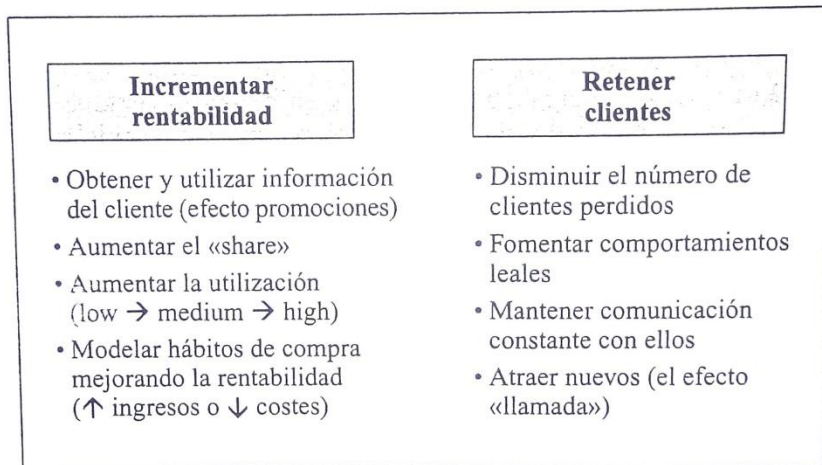 Incrementar
rentabilidad
• Obtener y utilizar información
del cliente (efecto promociones)
• Aumentar el «share»
• Aumentar la utilización
(low → medium → high)
• Modelar hábitos de compra
mejorando la rentabilidad
(↑ ingresos o ↓ costes)
Retener
clientes
• Disminuir el número de
clientes perdidos
• Fomentar comportamientos
leales
• Mantener comunicación
constante con ellos
• Atraer nuevos (el efecto
«llamada»)